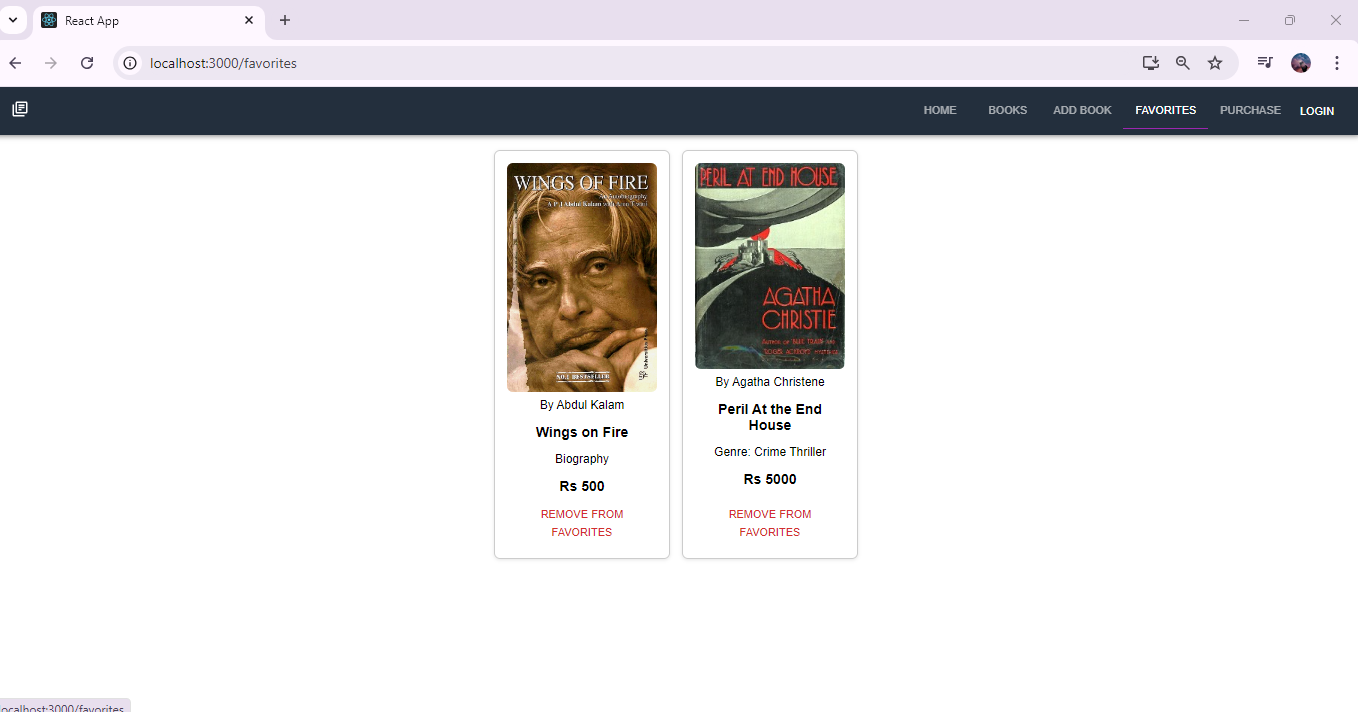 React App
localhost:3000/favorites
HOME BOOKS ADD BOOK FAVORITES PURCHASE LOGIN
WINGS OF FIRE
An Autobiography
A P J Abdul Kalam with
By Abdul Kalam
Wings on Fire
Biography
Rs 500
REMOVE FROM
FAVORITES
PERIL AT END HOUSE
AGATHA
CHRISTIE
By Agatha Christene
Peril At the End
House
Genre: Crime Thriller
Rs 5000
REMOVE FROM
FAVORITES
localhost:3000/favorites